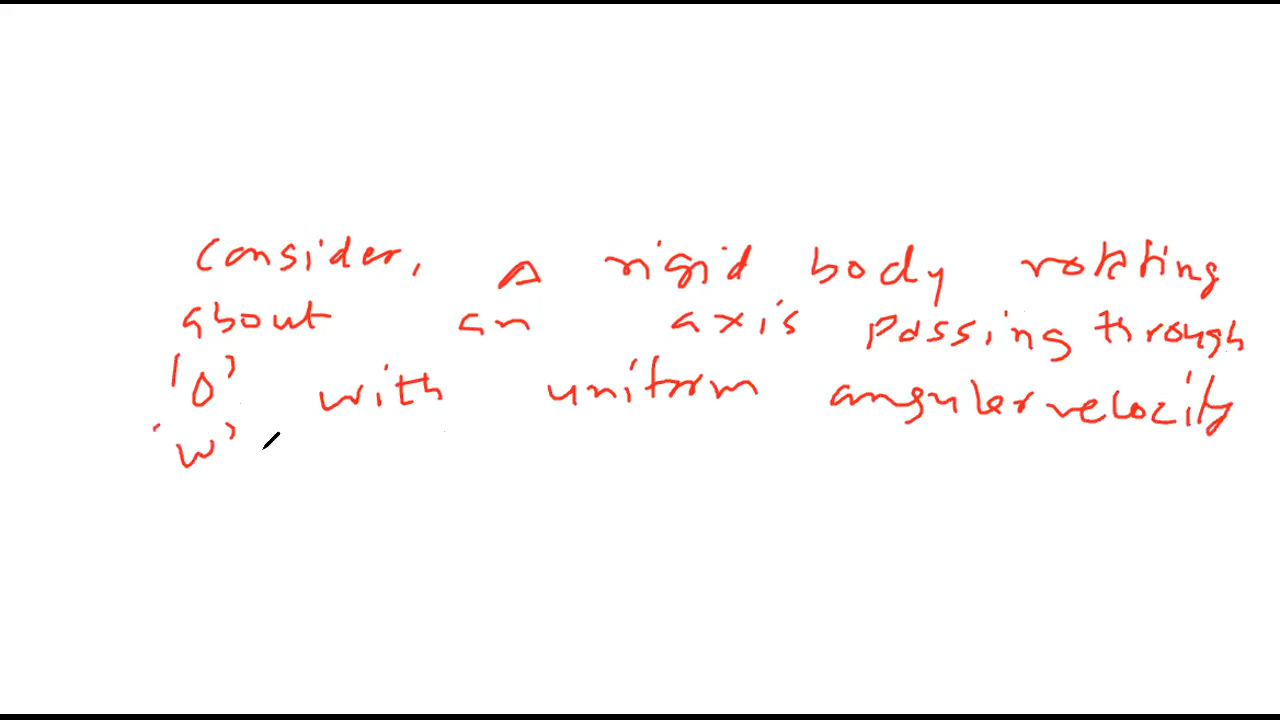 Consider, A rigid body rotating
about an axis passing through
'O' with uniform angular velocity
'w'